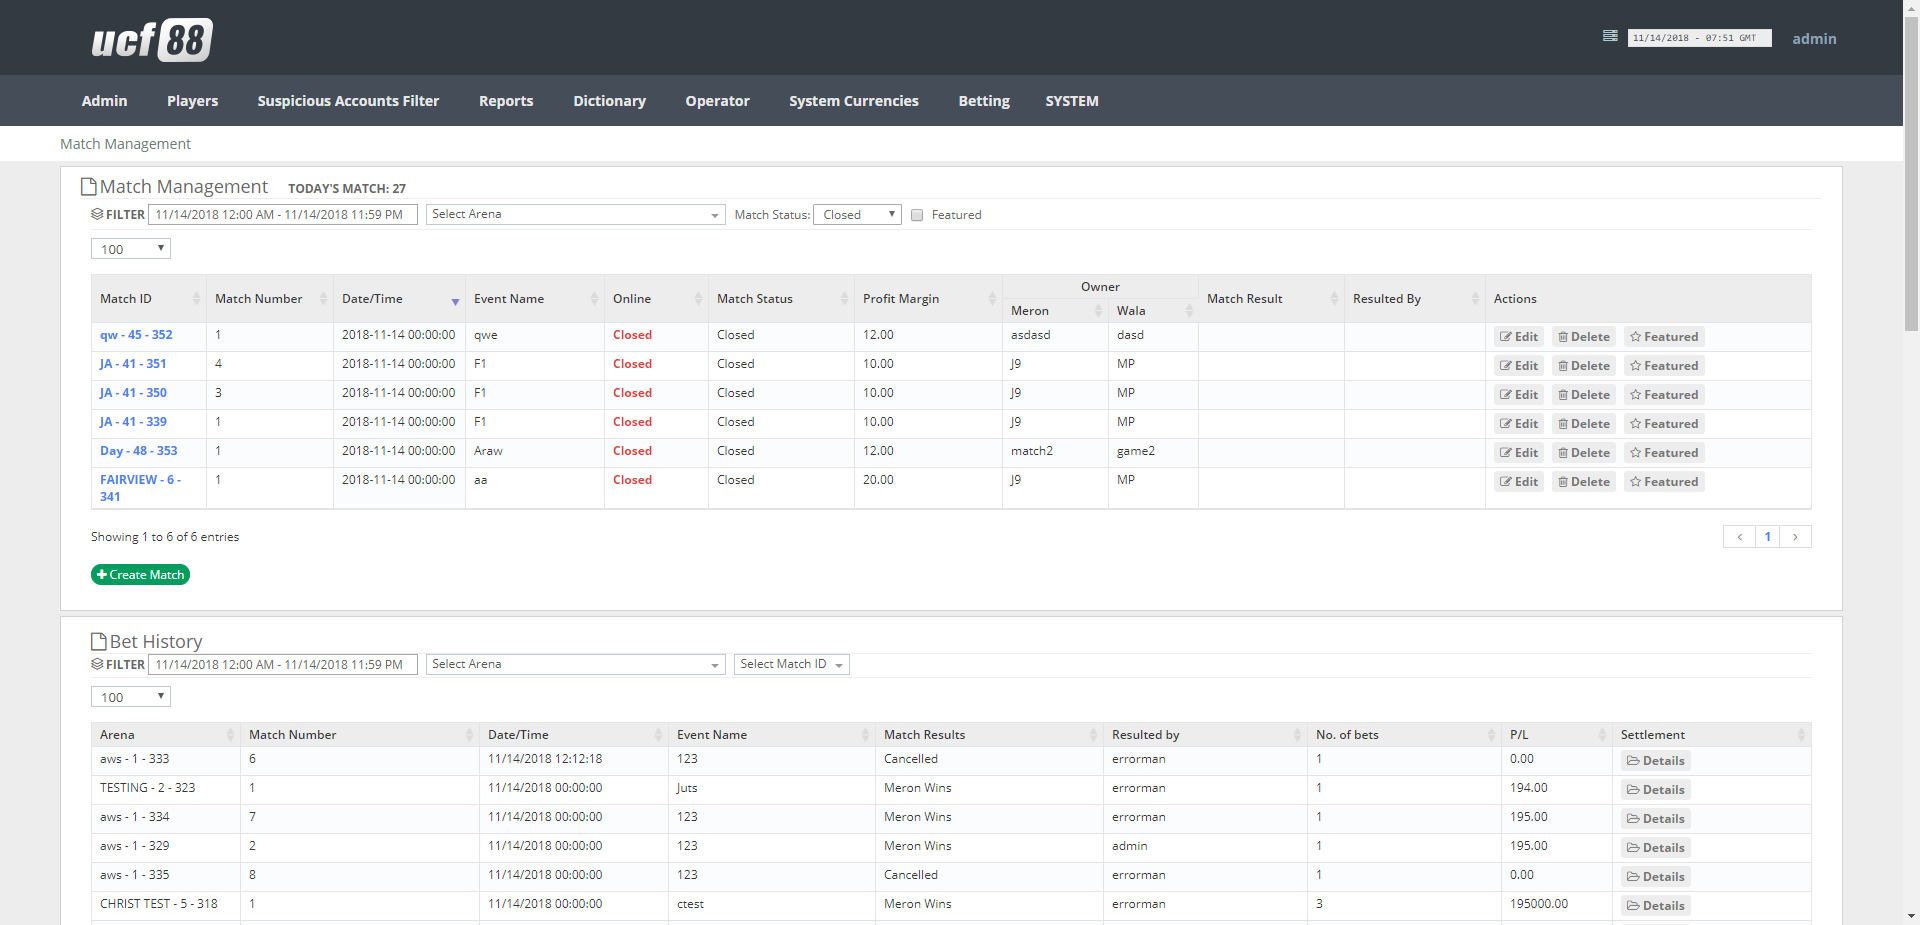 ucf 88
11/14/2018 - 07:51 GMT
admin
Admin Players Suspicious Accounts Filter Reports Dictionary Operator System Currencies Betting SYSTEM
Match Management
Match Management TODAY'S MATCH: 27
FILTER 11/14/2018 12:00 AM - 11/14/2018 11:59 PM Select Arena Match Status: Closed Featured
100
Owner
Match ID Match Number Date/Time Event Name Online Match Status Profit Margin Match Result Resulted By Actions
Meron Wala
qw - 45 - 352 1 2018-11-14 00:00:00 qwe Closed Closed 12.00 asdasd dasd Edit Delete Featured
JA - 41 - 351 4 2018-11-14 00:00:00 F1 Closed Closed 10.00 J9 MP Edit Delete Featured
JA - 41 - 350 3 2018-11-14 00:00:00 F1 Closed Closed 10.00 J9 MP Edit Delete Featured
JA - 41 - 339 1 2018-11-14 00:00:00 F1 Closed Closed 10.00 J9 MP Edit Delete Featured
Day - 48 - 353 1 2018-11-14 00:00:00 Araw Closed Closed 12.00 match2 game2 Edit Delete Featured
FAIRVIEW - 6 - 1 2018-11-14 00:00:00 aa Closed Closed 20.00 J9 MP Edit Delete Featured
341
Showing 1 to 6 of 6 entries
‹ 1 ›
Create Match
Bet History
FILTER 11/14/2018 12:00 AM - 11/14/2018 11:59 PM Select Arena Select Match ID
100
Arena Match Number Date/Time Event Name Match Results Resulted by No. of bets P/L Settlement
aws - 1 - 333 6 11/14/2018 12:12:18 123 Cancelled errorman 1 0.00 Details
TESTING - 2 - 323 1 11/14/2018 00:00:00 Juts Meron Wins errorman 1 194.00 Details
aws - 1 - 334 7 11/14/2018 00:00:00 123 Meron Wins errorman 1 195.00 Details
aws - 1 - 329 2 11/14/2018 00:00:00 123 Meron Wins admin 1 195.00 Details
aws - 1 - 335 8 11/14/2018 00:00:00 123 Cancelled errorman 1 0.00 Details
CHRIST TEST - 5 - 318 1 11/14/2018 00:00:00 ctest Meron Wins errorman 3 195000.00 Details